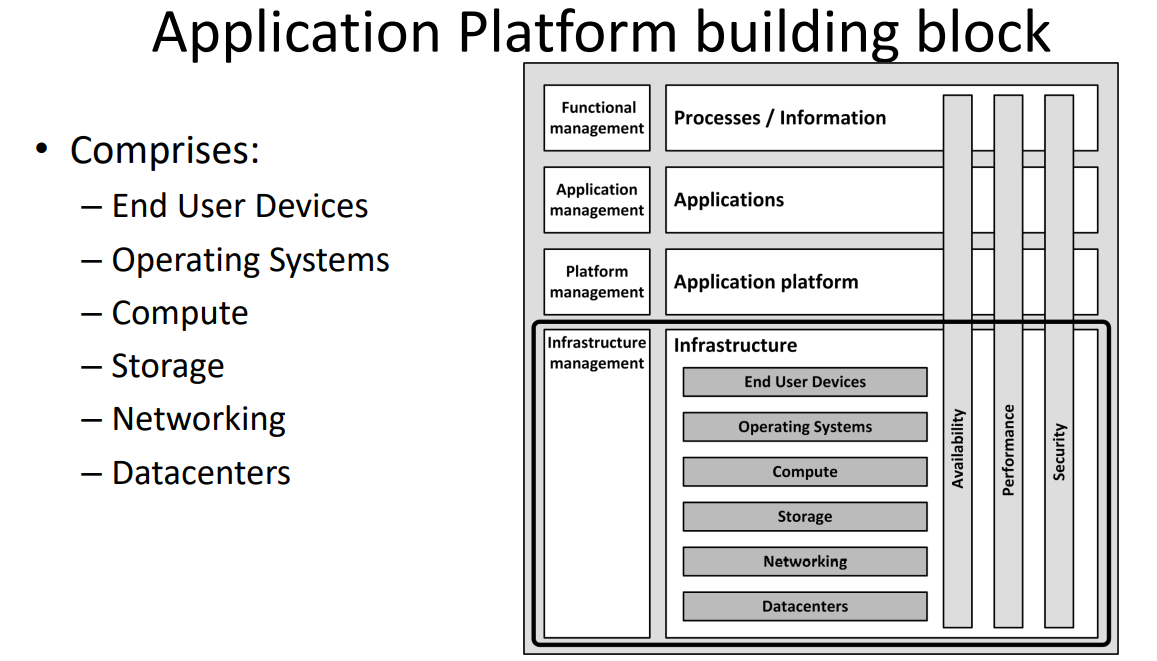 Application Platform building block
• Comprises:
– End User Devices
– Operating Systems
– Compute
– Storage
– Networking
– Datacenters
Functional
management
Processes / Information
Application
management
Applications
Platform
management
Application platform
Infrastructure
management
Infrastructure
End User Devices
Operating Systems
Compute
Storage
Networking
Datacenters
Availability
Performance
Security